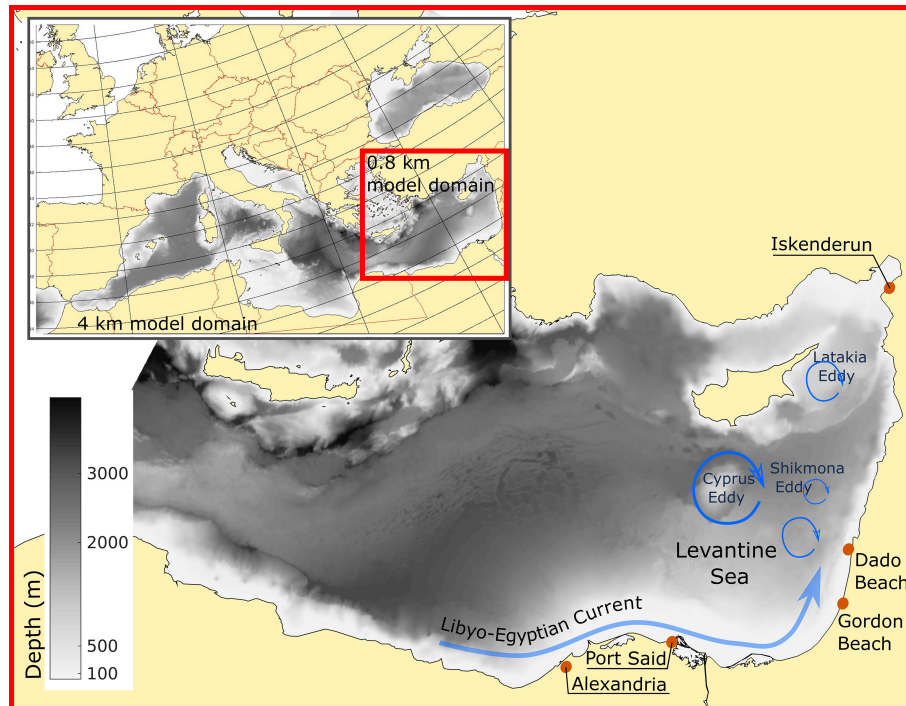 0.8 km
model domain
4 km model domain
Iskenderun
Latakia
Eddy
Cyprus
Eddy
Shikmona
Eddy
Levantine
Sea
Dado
Beach
Gordon
Beach
Libyo-Egyptian Current
Port Said
Alexandria
Depth (m)
3000
2000
500
100